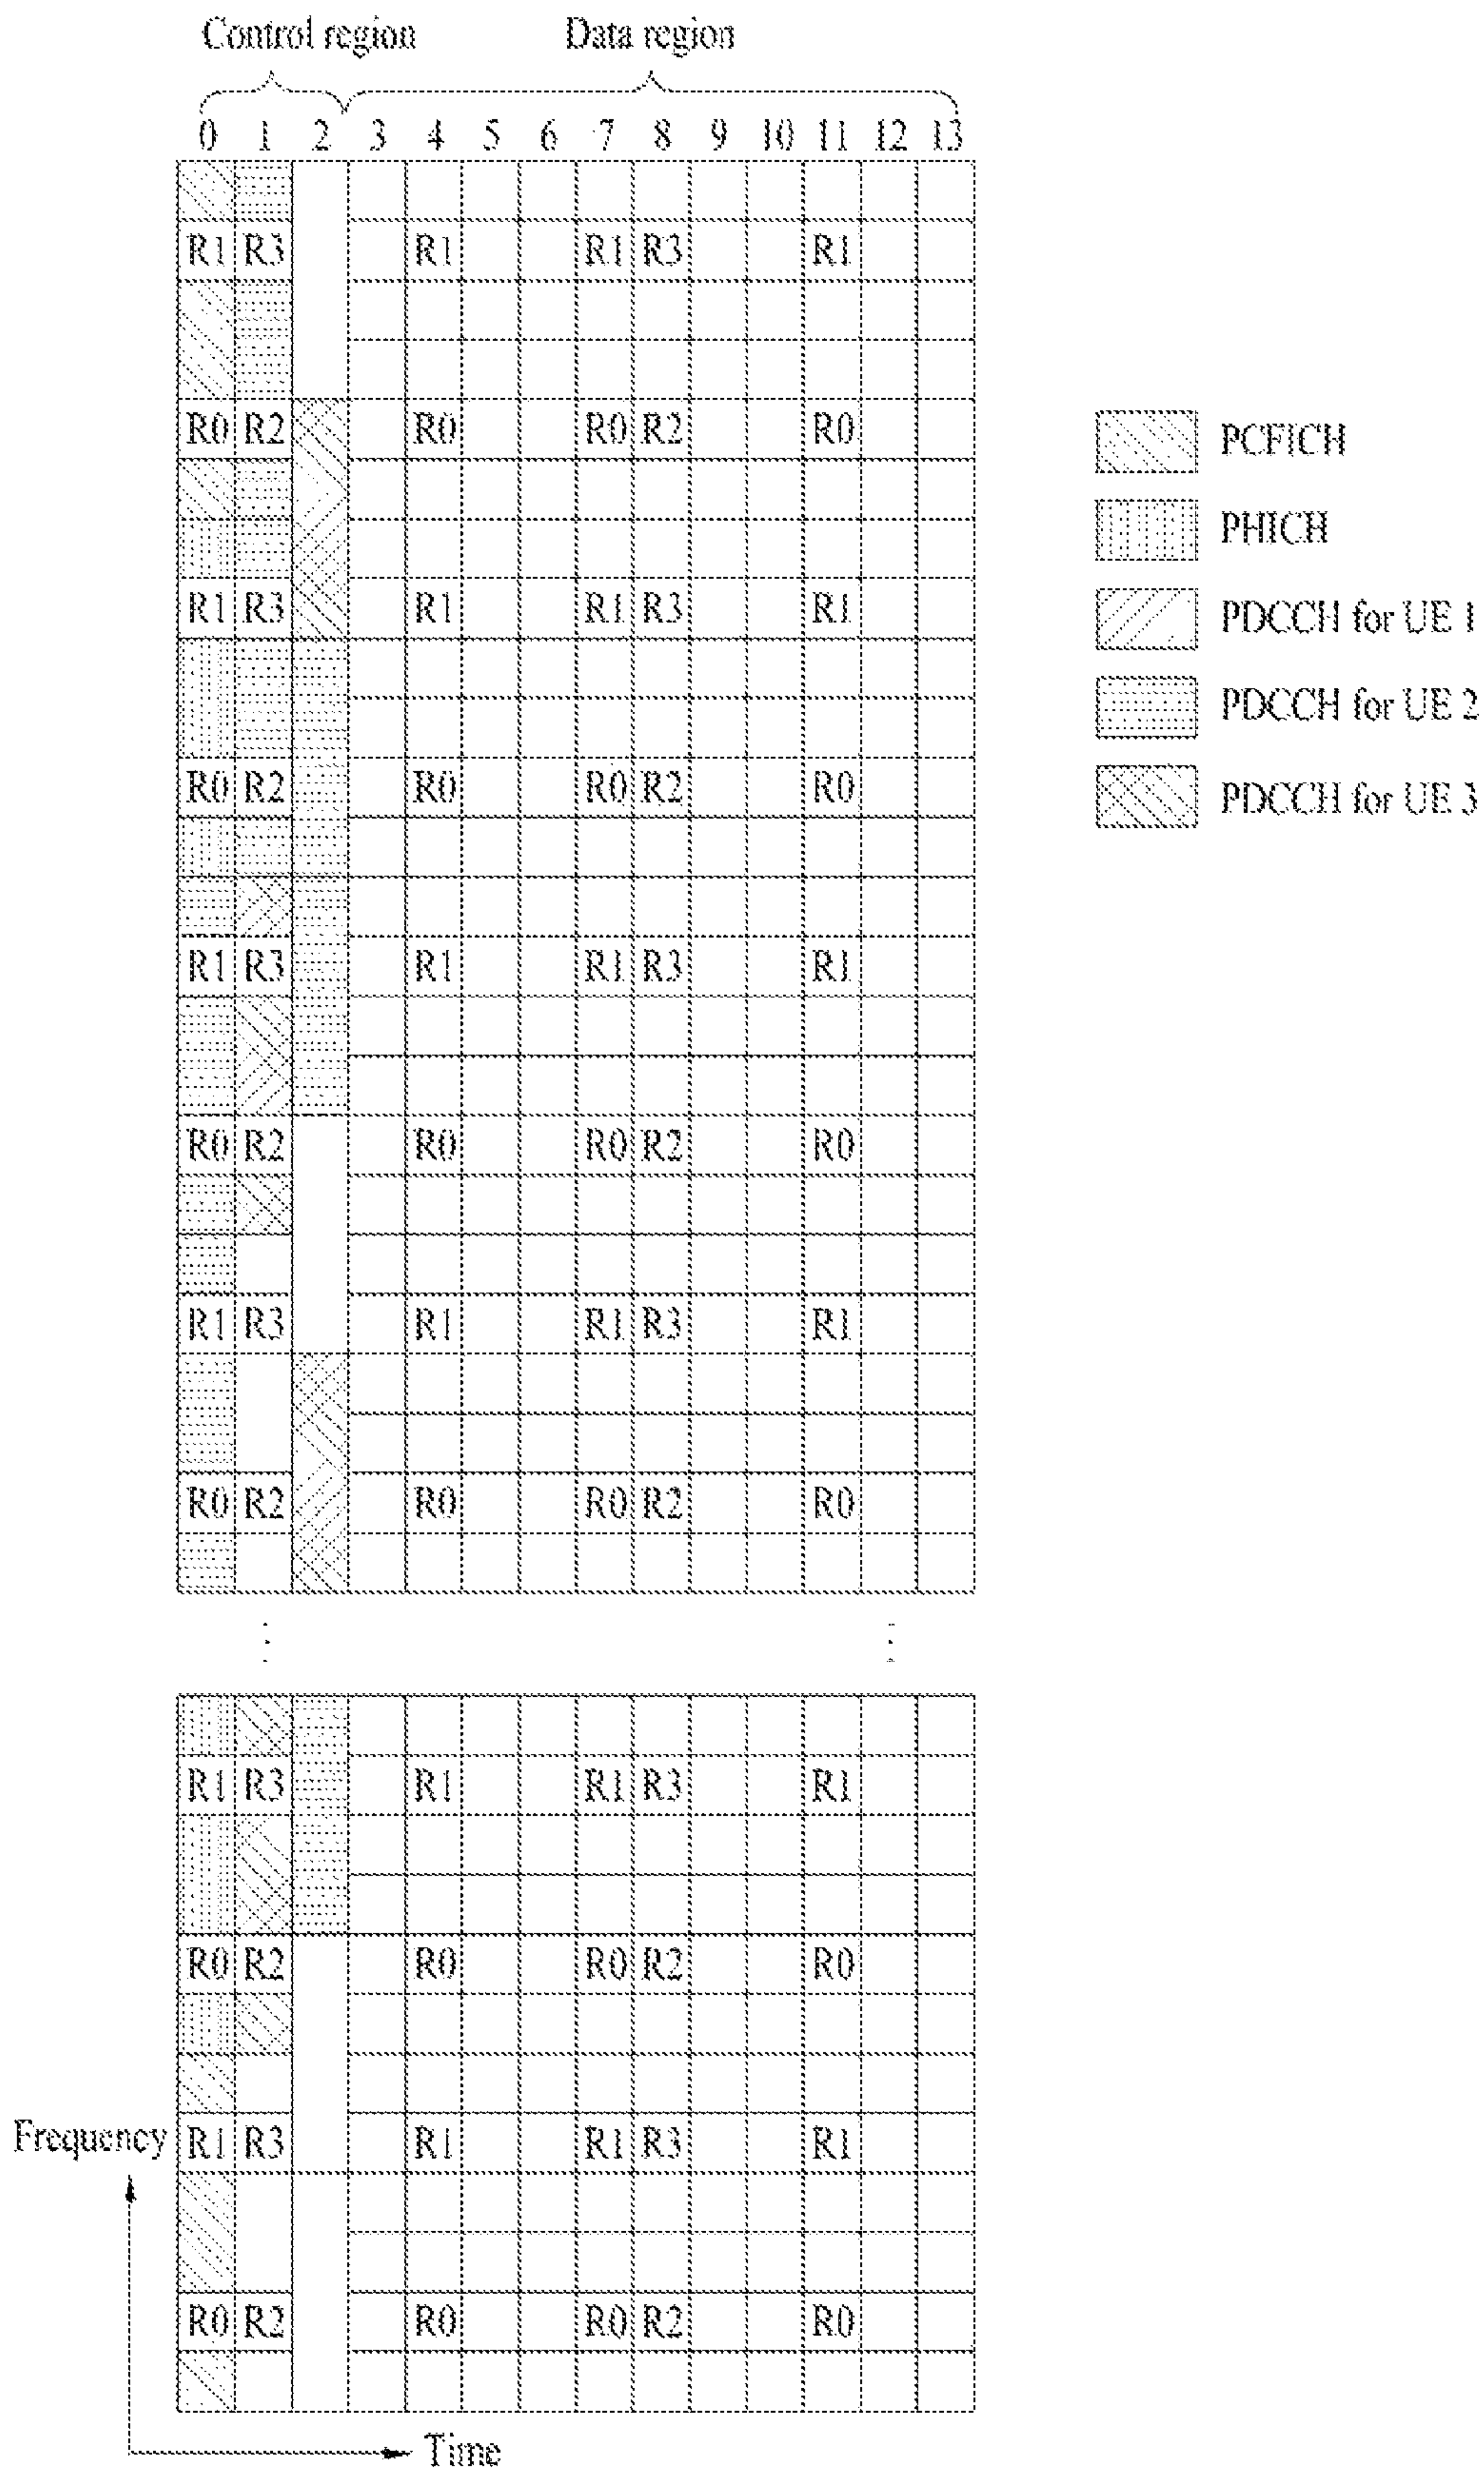 Control region Data region
0 1 2 3 4 5 6 7 8 9 10 11 12 13
R1 R3 R1 R1 R3 R1
R0 R2 R0 R0 R2 R0
PCFICH
PHICH
R1 R3 R1 R1 R3 R1
PDCCH for UE 1
PDCCH for UE 2
R0 R2 R0 R0 R2 R0
PDCCH for UE 3
R1 R3 R1 R1 R3 R1
R0 R2 R0 R0 R2 R0
R1 R3 R1 R1 R3 R1
R0 R2 R0 R0 R2 R0
R1 R3 R1 R1 R3 R1
R0 R2 R0 R0 R2 R0
Frequency
R1 R3 R1 R1 R3 R1
R0 R2 R0 R0 R2 R0
Time